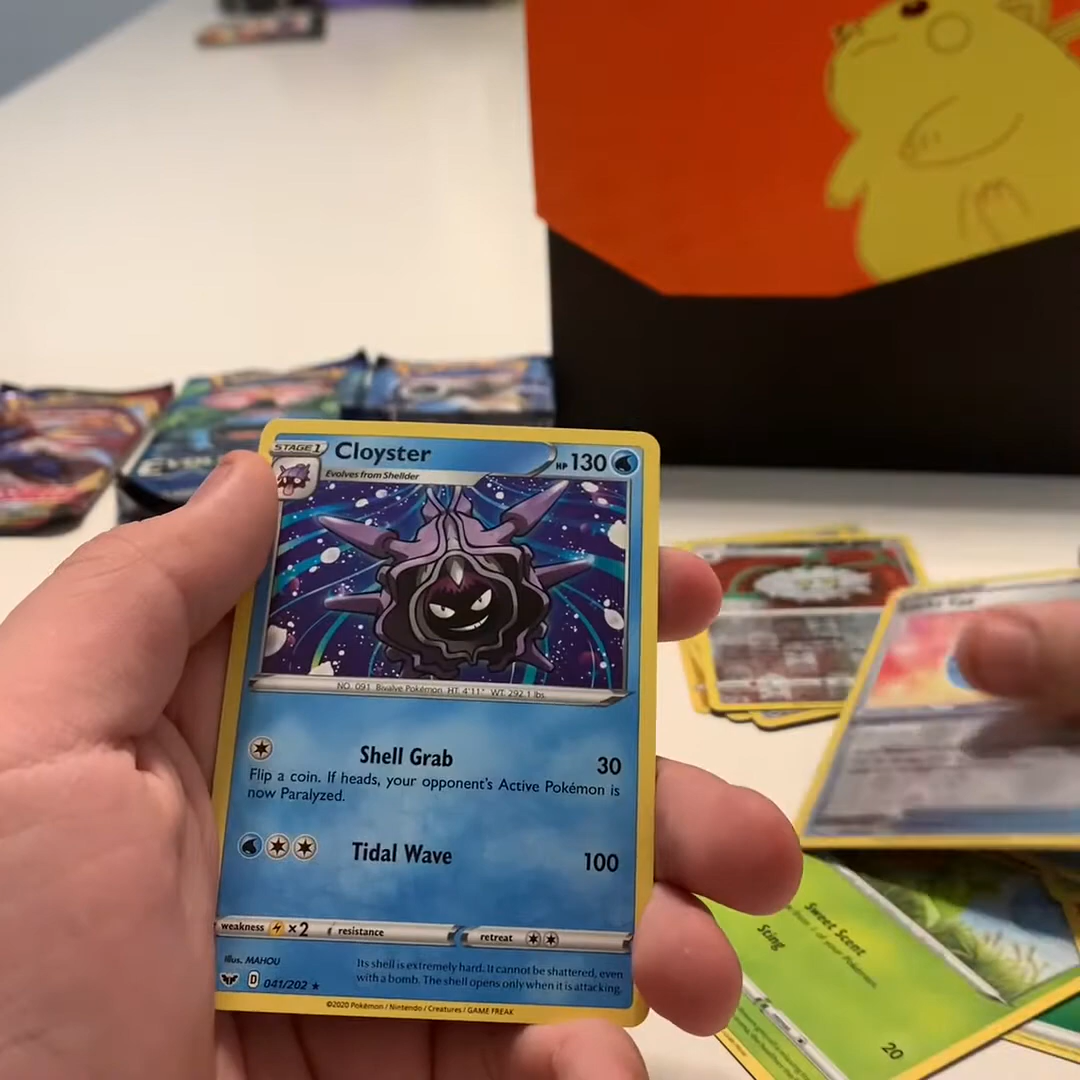 STAGE 1 Cloyster HP 130
Evolves from Shellder
NO. 091 Bivalve Pokémon HT. 4'11" WT. 292.1 lbs
Shell Grab 30
Flip a coin. If heads, your opponent's Active Pokémon is
now Paralyzed.
Tidal Wave 100
weakness ×2 resistance retreat
Illus. MAHOU
Its shell is extremely hard. It cannot be shattered, even
with a bomb. The shell opens only when it is attacking.
D 041/202 ★
©2020 Pokémon / Nintendo / Creatures / GAME FREAK
Sweet Scent
Sting
20